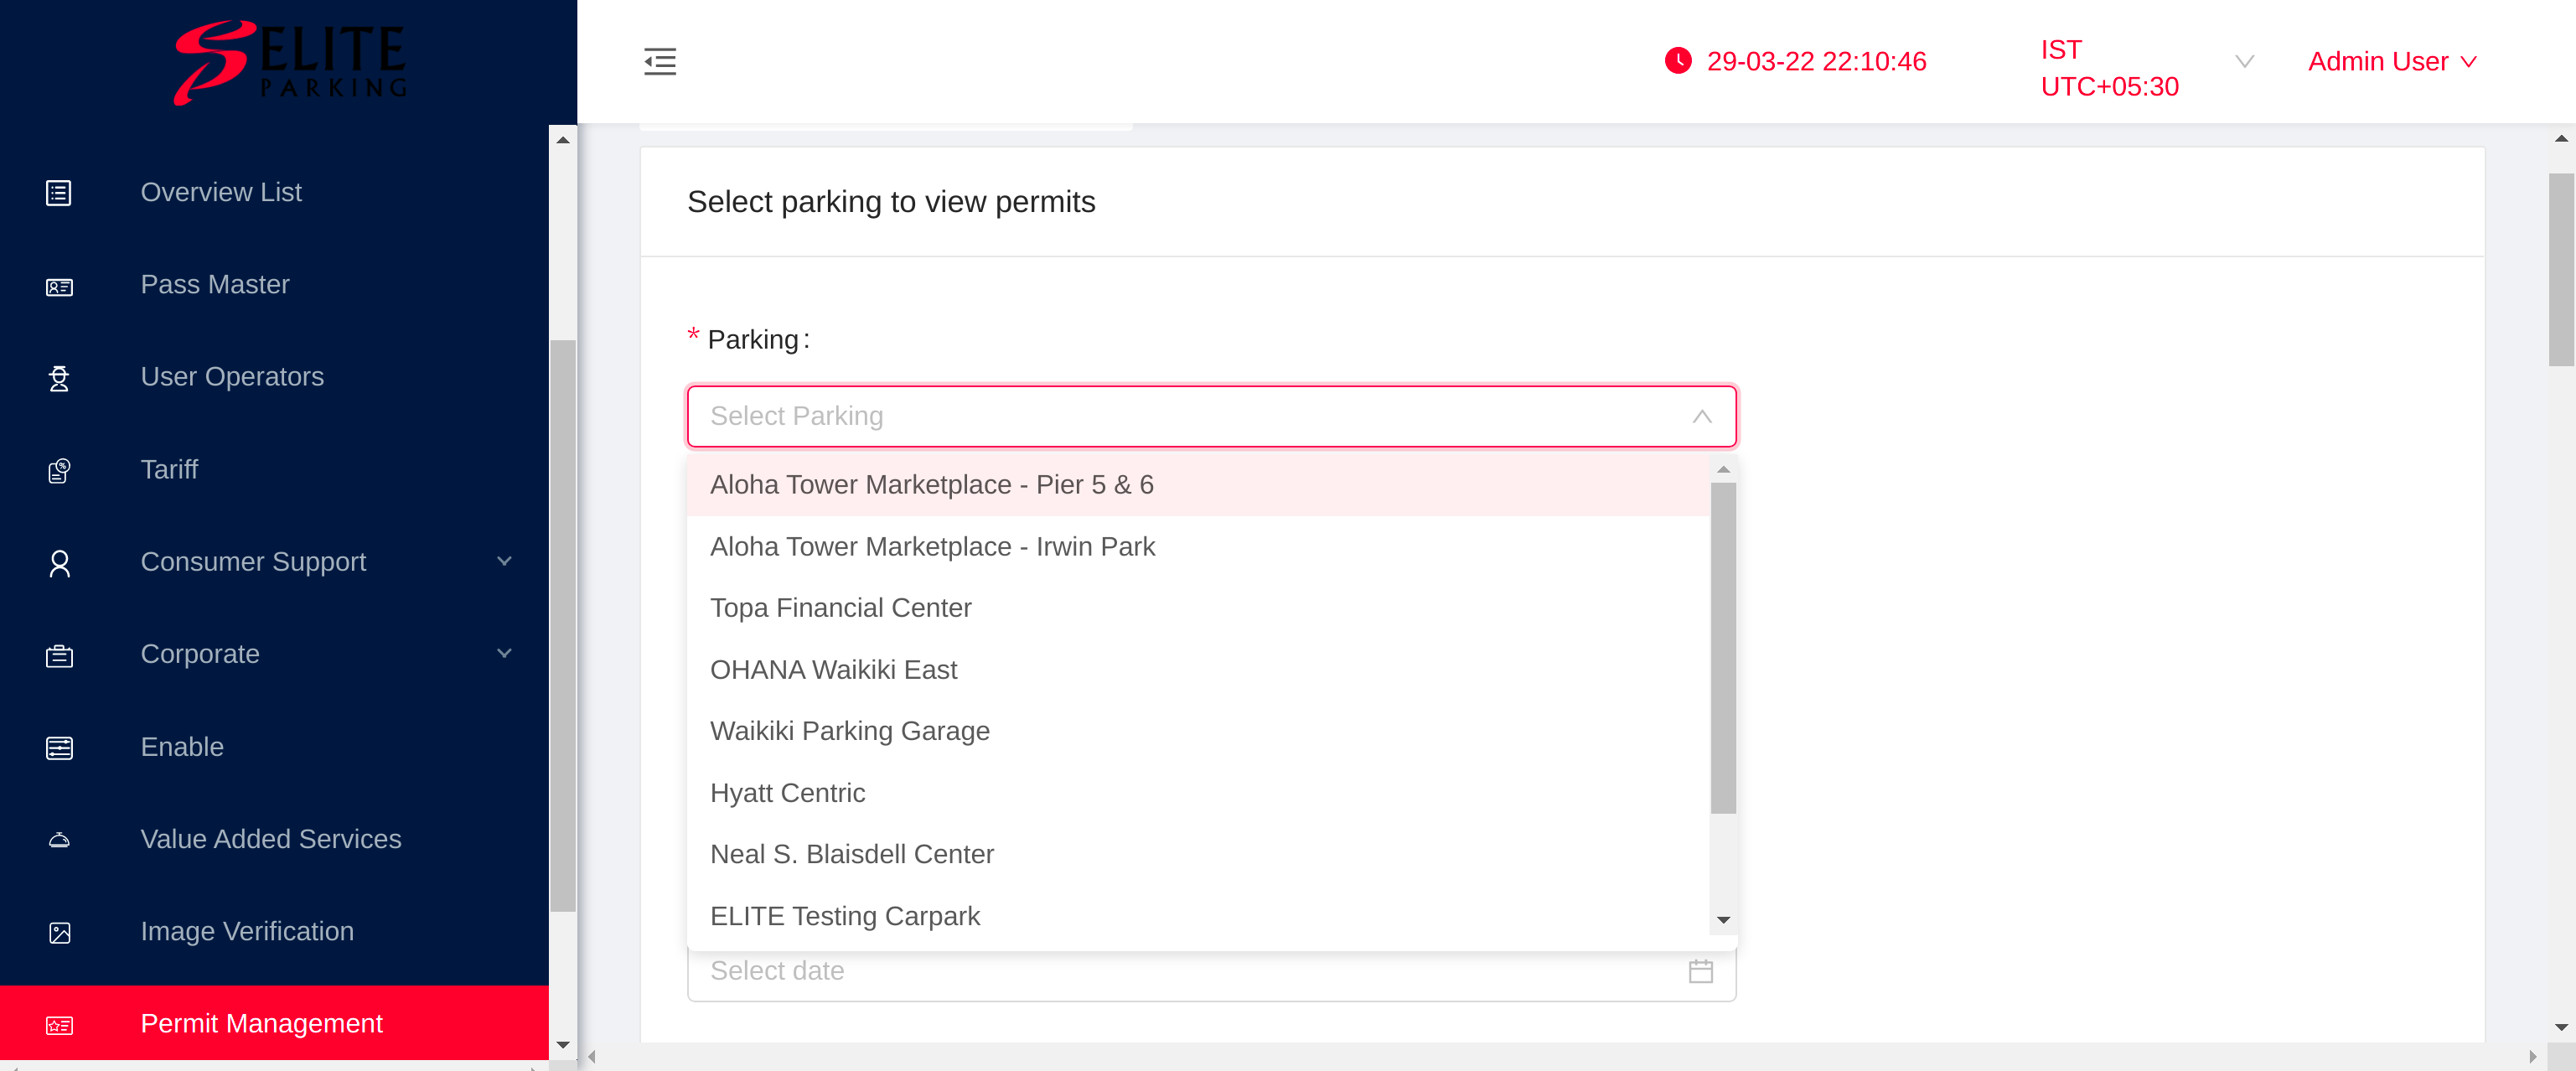 ELITE
PARKING
29-03-22 22:10:46
IST
UTC+05:30
Admin User
Overview List
Pass Master
User Operators
Tariff
Consumer Support
Corporate
Enable
Value Added Services
Image Verification
Permit Management
Select parking to view permits
* Parking :
Select Parking
Aloha Tower Marketplace - Pier 5 & 6
Aloha Tower Marketplace - Irwin Park
Topa Financial Center
OHANA Waikiki East
Waikiki Parking Garage
Hyatt Centric
Neal S. Blaisdell Center
ELITE Testing Carpark
Select date